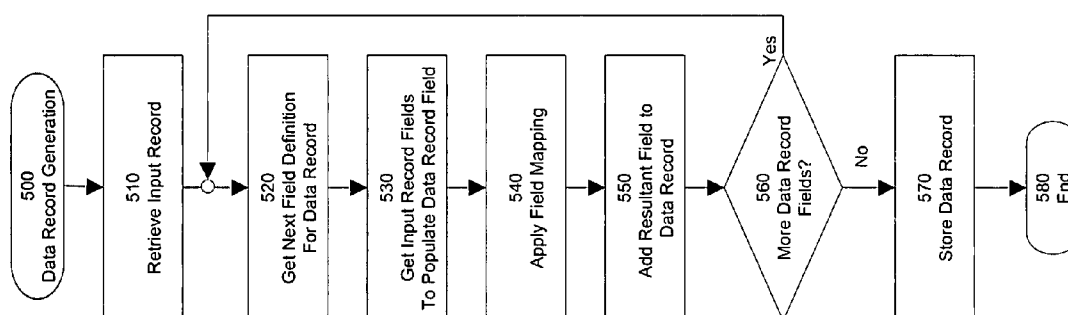 500
Data Record Generation
510
Retrieve Input Record
520
Get Next Field Definition
For Data Record
530
Get Input Record Fields
To Populate Data Record Field
540
Apply Field Mapping
550
Add Resultant Field to
Data Record
560
More Data Record
Fields?
Yes
No
570
Store Data Record
580
End